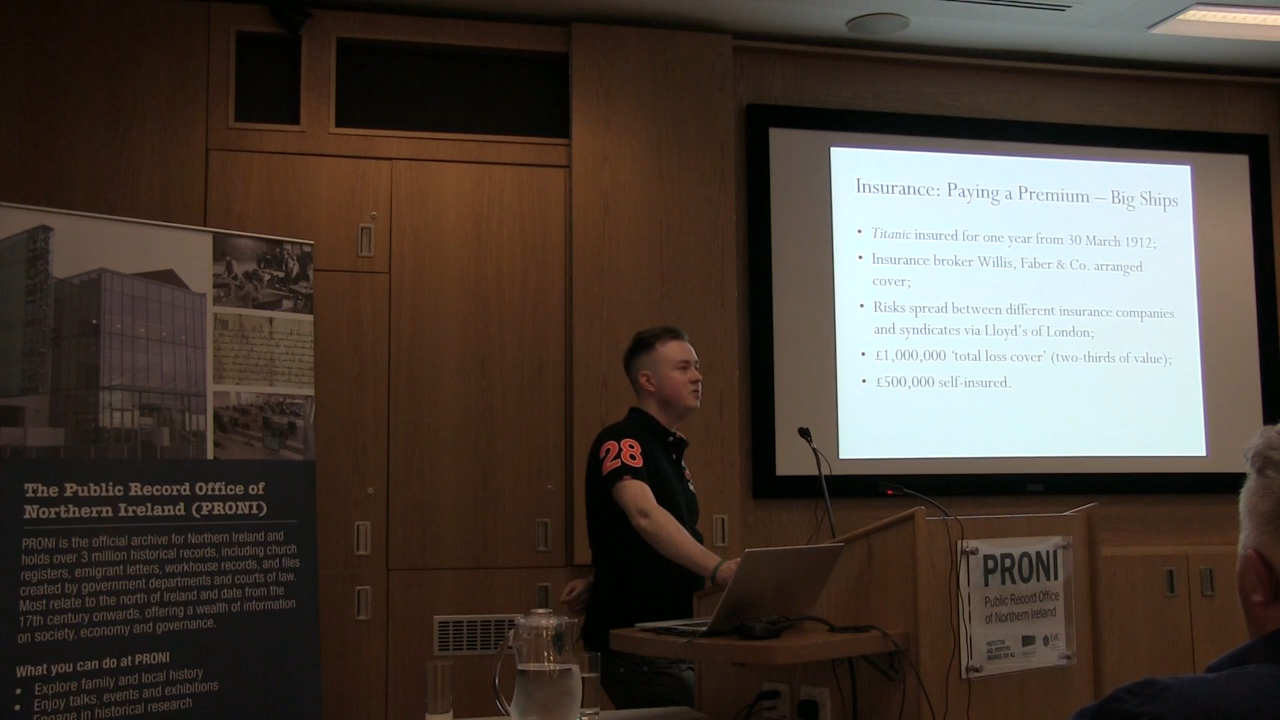 Insurance: Paying a Premium – Big Ships
• Titanic insured for one year from 30 March 1912;
• Insurance broker Willis, Faber & Co. arranged
cover;
• Risks spread between different insurance companies
and syndicates via Lloyd's of London;
• £1,000,000 'total loss cover' (two-thirds of value);
• £500,000 self-insured.
28
The Public Record Office of
Northern Ireland (PRONI)
PRONI is the official archive for Northern Ireland and
holds over 3 million historical records, including church
registers, emigrant letters, workhouse records, and files
created by government departments and courts of law.
Most relate to the north of Ireland and date from the
17th century onwards, offering a wealth of information
on society, economy and governance.
What you can do at PRONI
• Explore family and local history
• Enjoy talks, events and exhibitions
• Engage in historical research
PRONI
Public Record Office
of Northern Ireland